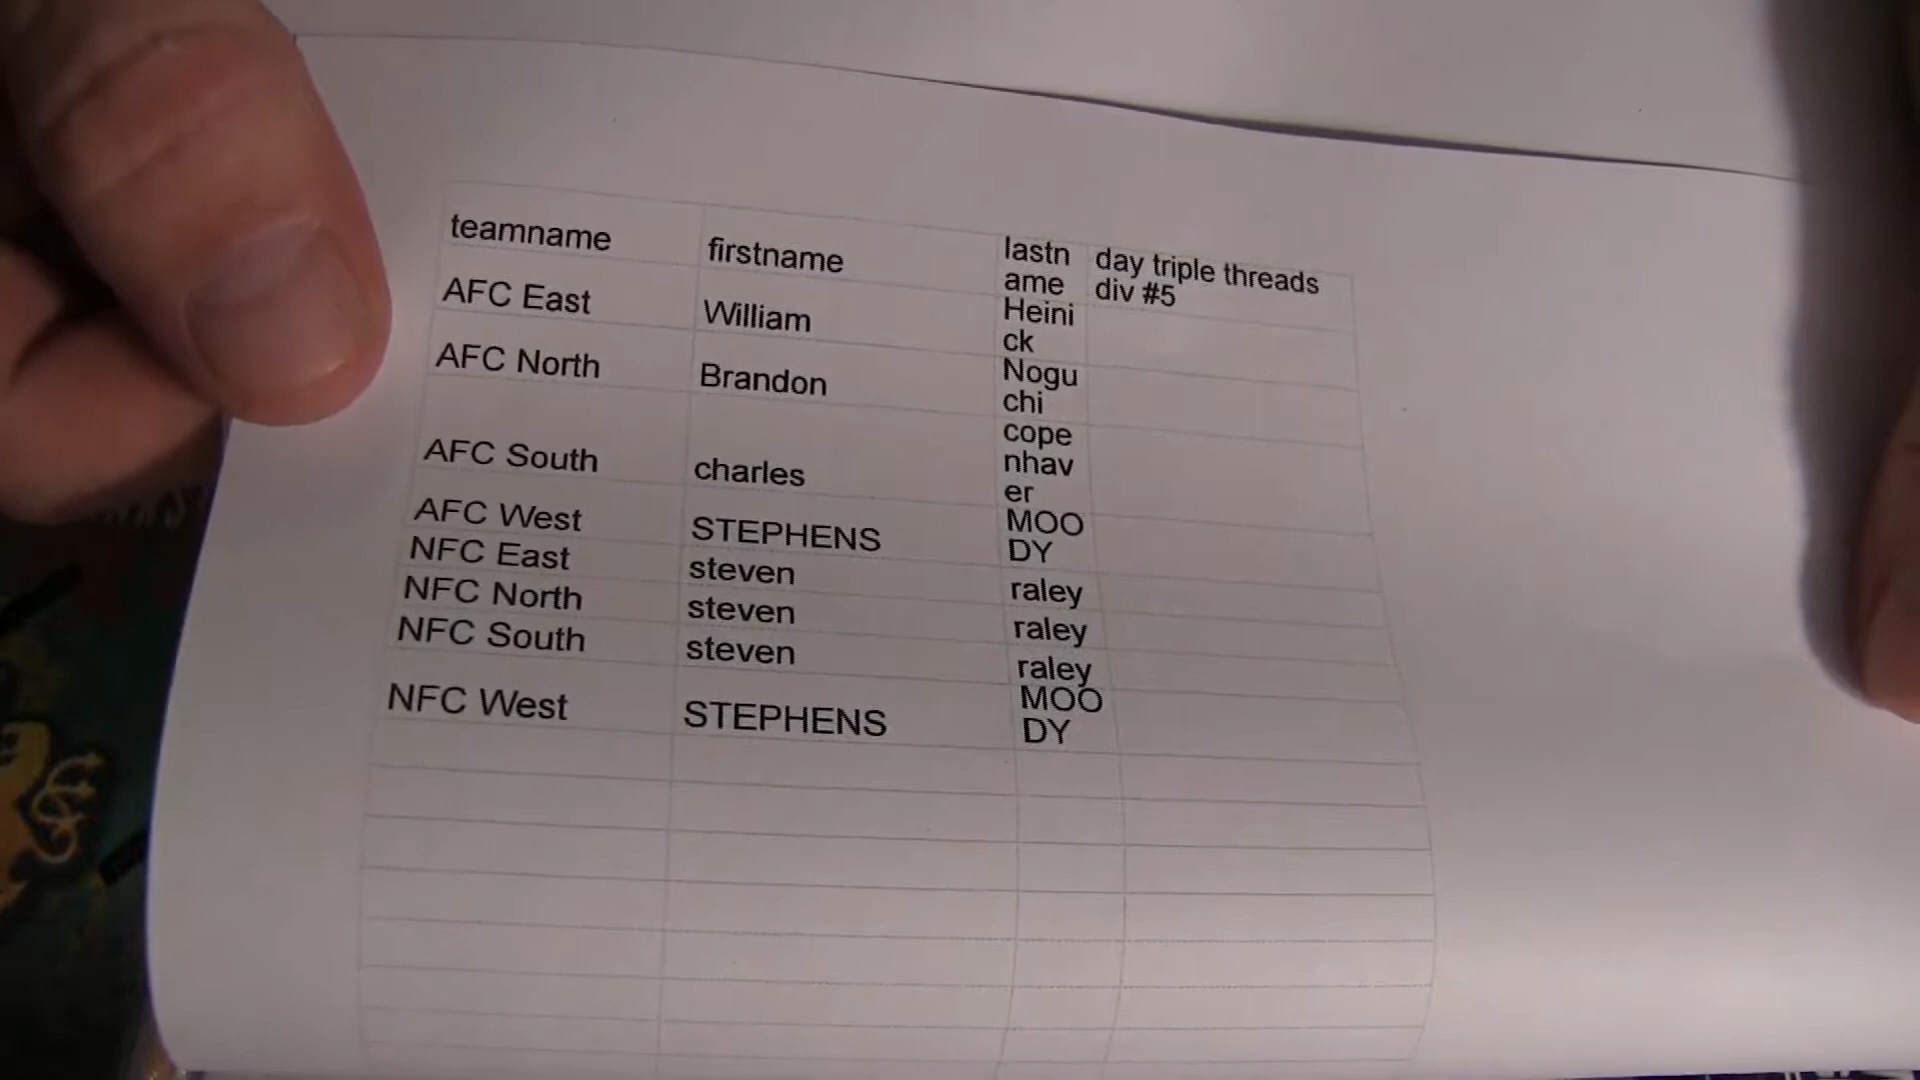 teamname firstname lastn
ame day triple threads
div #5
AFC East William Heini
ck
AFC North Brandon Nogu
chi
AFC South charles cope
nhav
er
AFC West STEPHENS MOO
DY
NFC East steven raley
NFC North steven raley
NFC South steven raley
NFC West STEPHENS MOO
DY